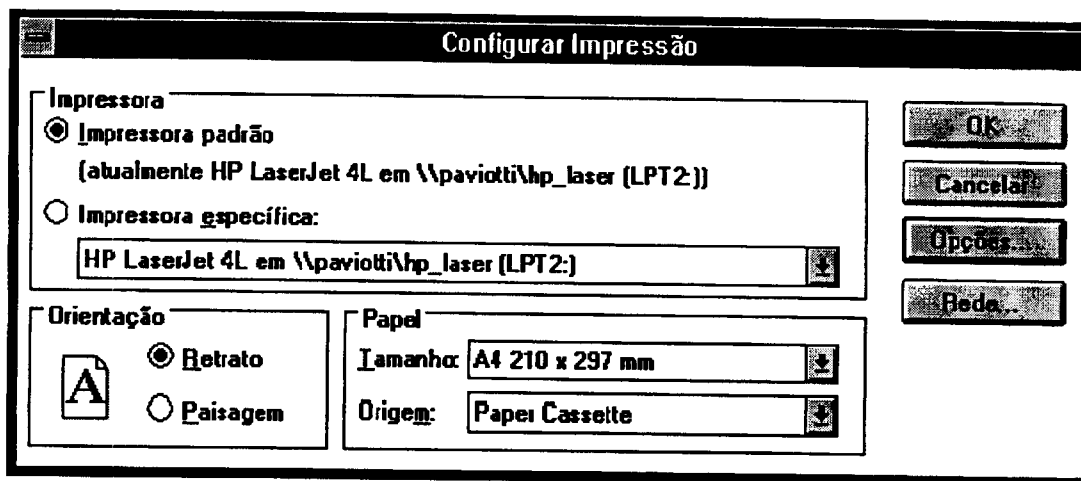 Configurar Impressão
Impressora
Impressora padrão
(atualmente HP LaserJet 4L em \\paviotti\hp_laser (LPT2:))
Impressora específica:
HP LaserJet 4L em \\paviotti\hp_laser (LPT2:)
OK
Cancelar
Opções...
Rede...
Orientação
A
Retrato
Paisagem
Papel
Tamanho: A4 210 x 297 mm
Origem: Papel Cassette